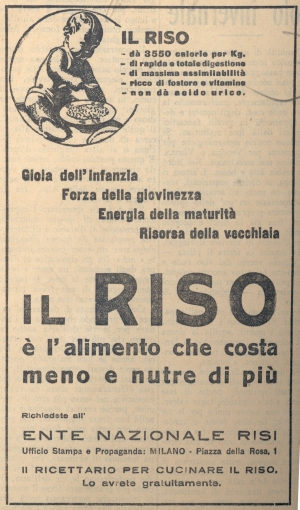 IL RISO
- dà 3550 calorie per Kg.
- di rapida e totale digestione
- di massima assimilabilità
- ricco di fosforo e vitamine
- non dà acido urico.
Gioia dell'infanzia
Forza della giovinezza
Energia della maturità
Risorsa della vecchiaia
IL RISO
è l'alimento che costa
meno e nutre di più
Richiedete all'
ENTE NAZIONALE RISI
Ufficio Stampa e Propaganda: MILANO - Piazza della Rosa, 1
Il RICETTARIO PER CUCINARE IL RISO.
Lo avrete gratuitamente.